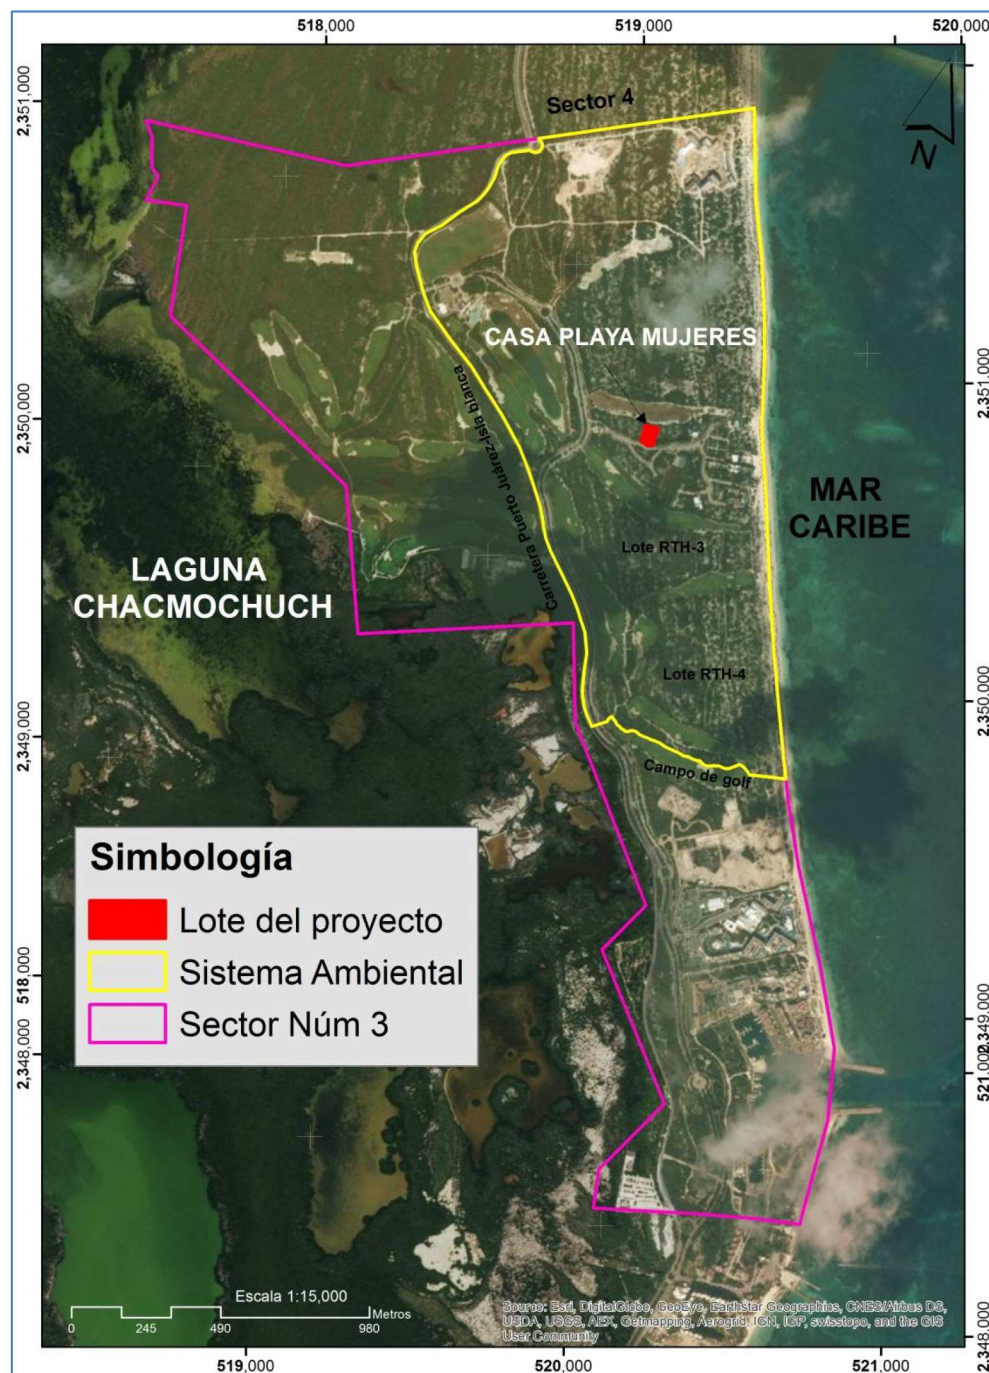 518,000
519,000
520,000
2,351,000
2,350,000
2,349,000
518,000
2,348,000
2,351,000
2,350,000
2,349,000
521,000
2,348,000
N
Sector 4
CASA PLAYA MUJERES
Carretera Puerto Juárez-Isla blanca
MAR
CARIBE
Lote RTH-3
LAGUNA
CHACMOCHUCH
Lote RTH-4
Campo de golf
Simbología
Lote del proyecto
Sistema Ambiental
Sector Núm 3
Escala 1:15,000
Metros
0 245 490 980
Source: Esri, DigitalGlobe, GeoEye, Earthstar Geographics, CNES/Airbus DS,
USDA, USGS, AEX, Getmapping, Aerogrid, IGN, IGP, swisstopo, and the GIS
User Community
519,000
520,000
521,000